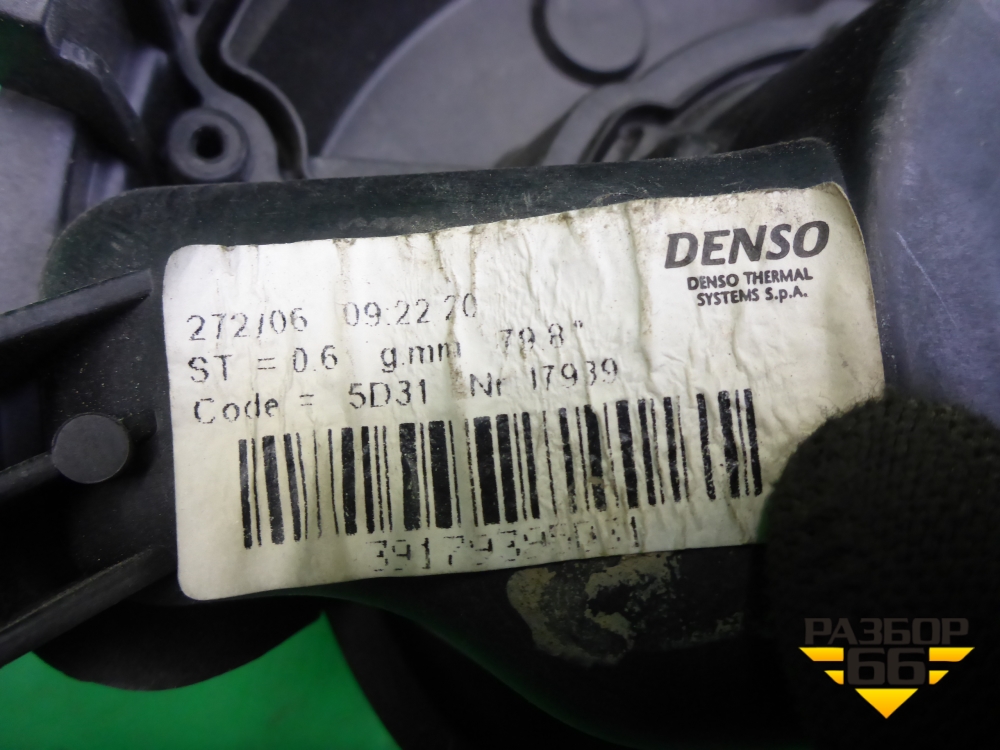 DENSO
DENSO THERMAL
SYSTEMS S.p.A.
272/06 09:22 20
ST = 0.6 g.mm 79.8°
Code = 5D31 Nr 17939
РАЗБОР
66